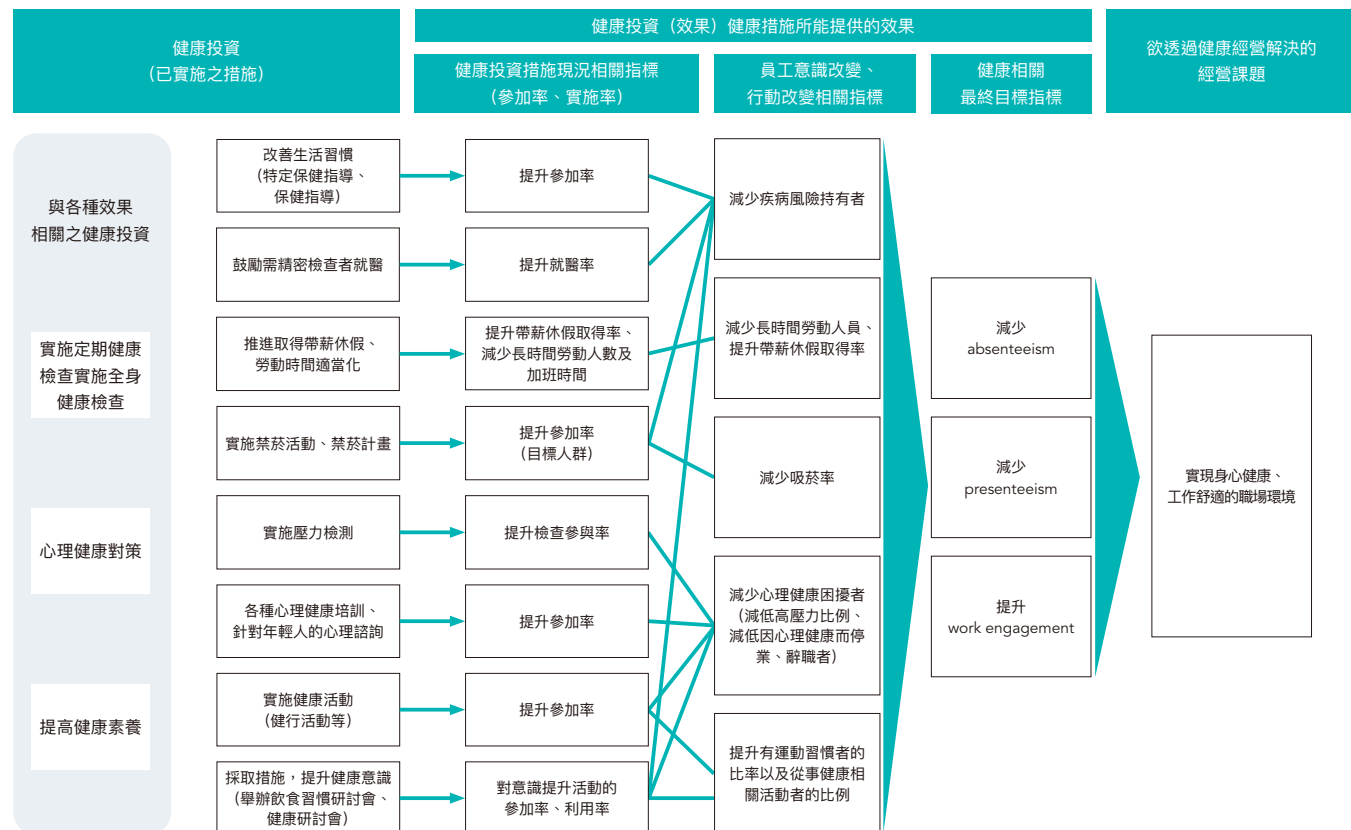 健康投資
（已實施之措施）
健康投資（效果）健康措施所能提供的效果
健康投資措施現況相關指標
（參加率、實施率）
員工意識改變、
行動改變相關指標
健康相關
最終目標指標
欲透過健康經營解決的
經營課題
與各種效果
相關之健康投資
實施定期健康
檢查實施全身
健康檢查
心理健康對策
提高健康素養
改善生活習慣
（特定保健指導、
保健指導）
鼓勵需精密檢查者就醫
推進取得帶薪休假、
勞動時間適當化
實施禁菸活動、禁菸計畫
實施壓力檢測
各種心理健康培訓、
針對年輕人的心理諮詢
實施健康活動
（健行活動等）
採取措施，提升健康意識
（舉辦飲食習慣研討會、
健康研討會）
提升參加率
提升就醫率
提升帶薪休假取得率、
減少長時間勞動人數及
加班時間
提升參加率
（目標人群）
提升檢查參與率
提升參加率
提升參加率
對意識提升活動的
參加率、利用率
減少疾病風險持有者
減少長時間勞動人員、
提升帶薪休假取得率
減少吸菸率
減少心理健康困擾者
（減低高壓力比例、
減低因心理健康而停
業、辭職者）
提升有運動習慣者的
比率以及從事健康相
關活動者的比例
減少
absenteeism
減少
presenteeism
提升
work engagement
實現身心健康、
工作舒適的職場環境